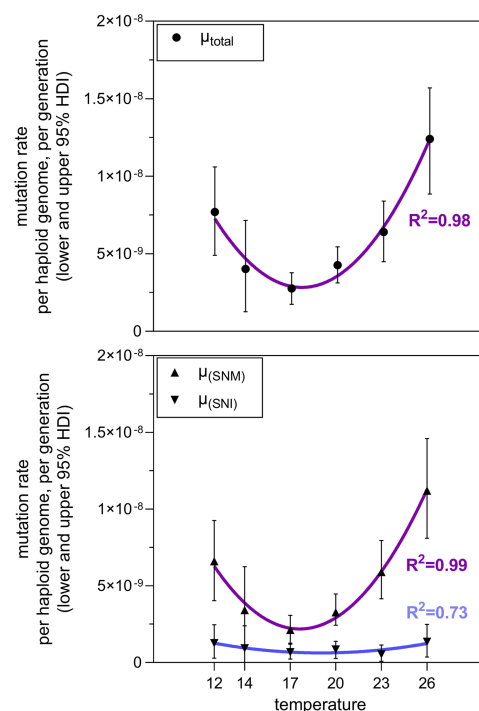 mutation rate
per haploid genome, per generation
(lower and upper 95% HDI)
2×10⁻⁸
1.5×10⁻⁸
1×10⁻⁸
5×10⁻⁹
0
μtotal
R²=0.98
mutation rate
per haploid genome, per generation
(lower and upper 95% HDI)
2×10⁻⁸
1.5×10⁻⁸
1×10⁻⁸
5×10⁻⁹
0
μ(SNM)
μ(SNI)
R²=0.99
R²=0.73
12 14 17 20 23 26
temperature